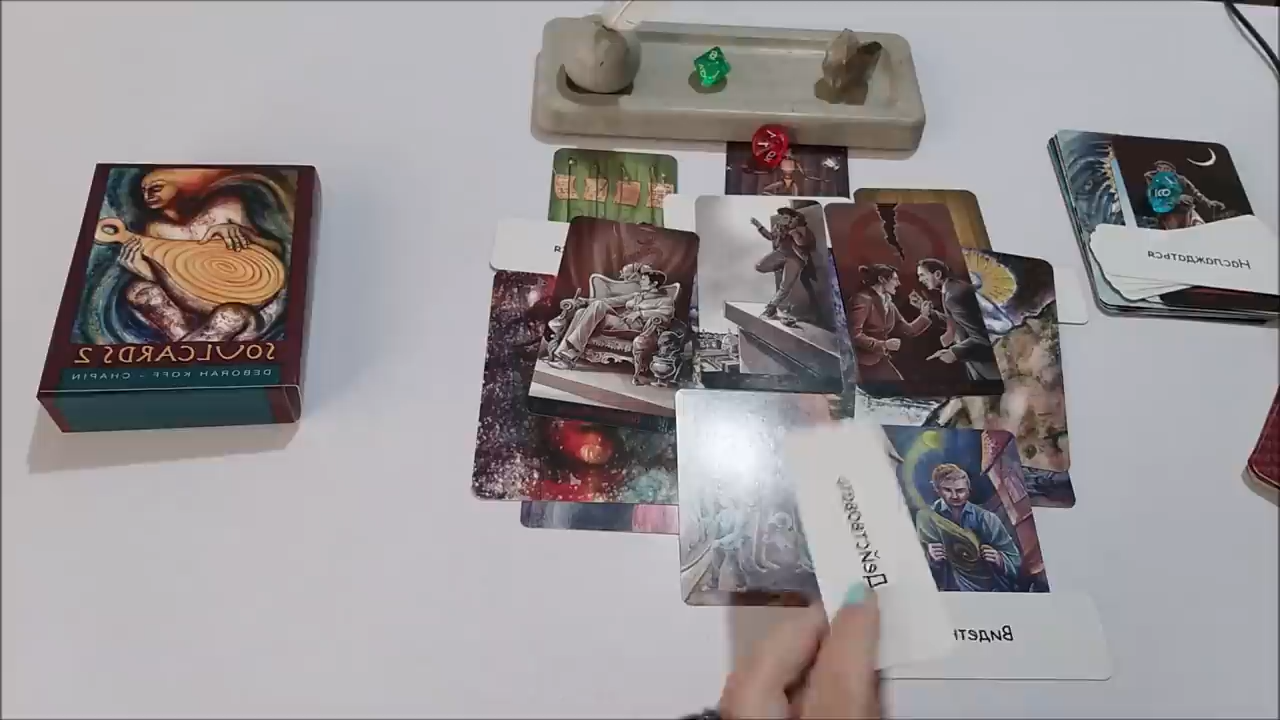 SOULCARDS 2
DEBORAH KOFF - CHAPIN
Наслаждаться
Действовать
Видеть